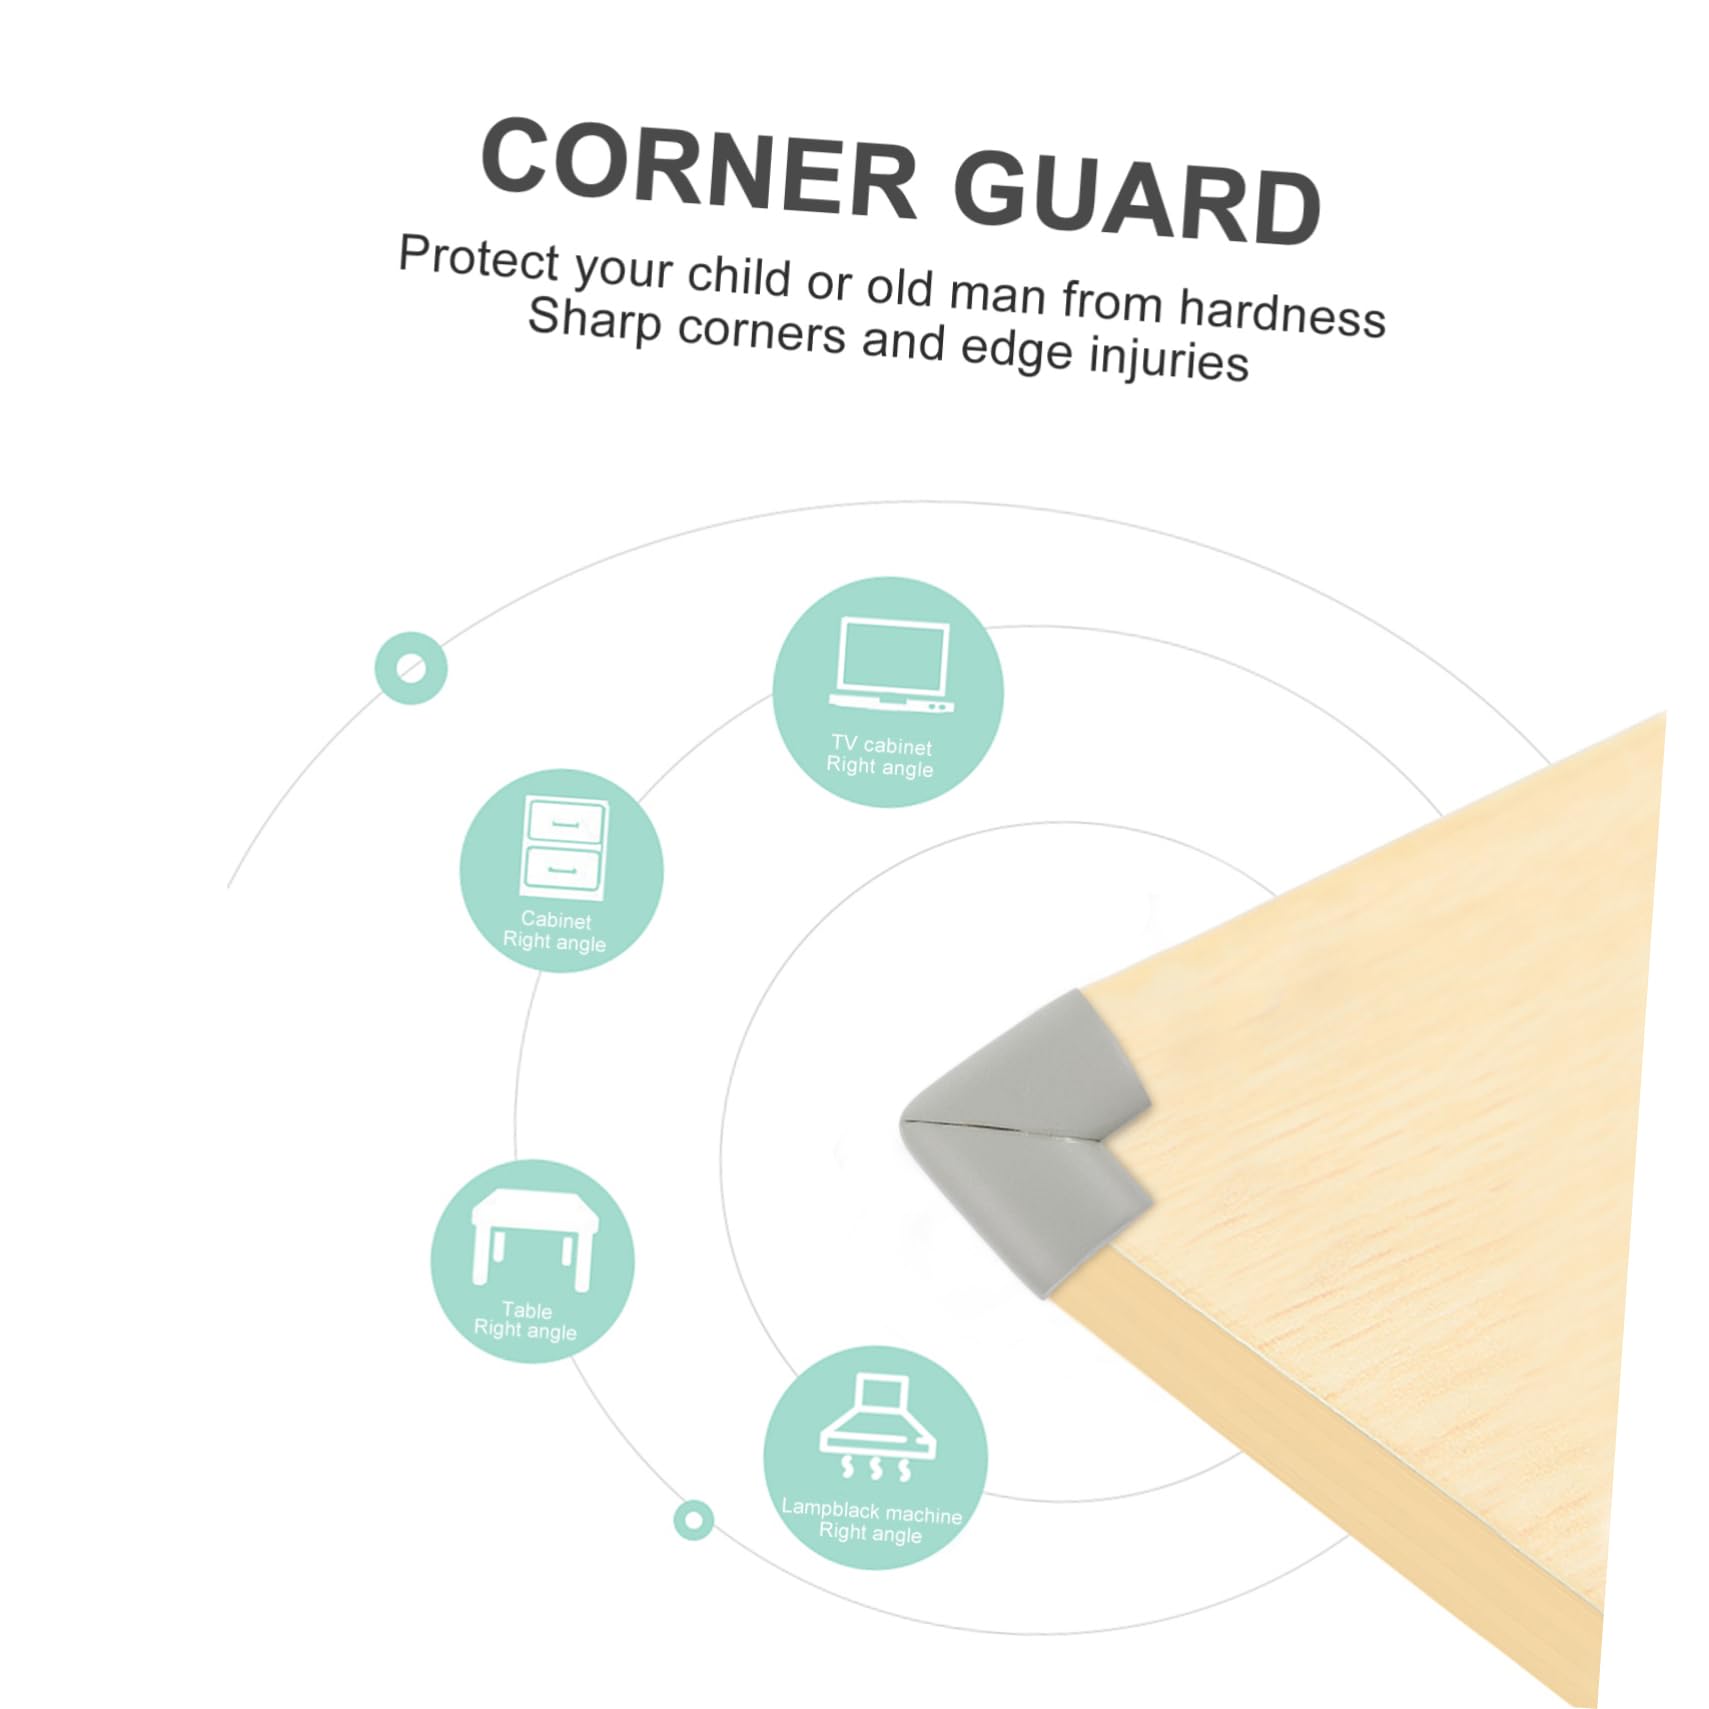 CORNER GUARD
Protect your child or old man from hardness
Sharp corners and edge injuries
TV cabinet
Right angle
Cabinet
Right angle
Table
Right angle
Lampblack machine
Right angle